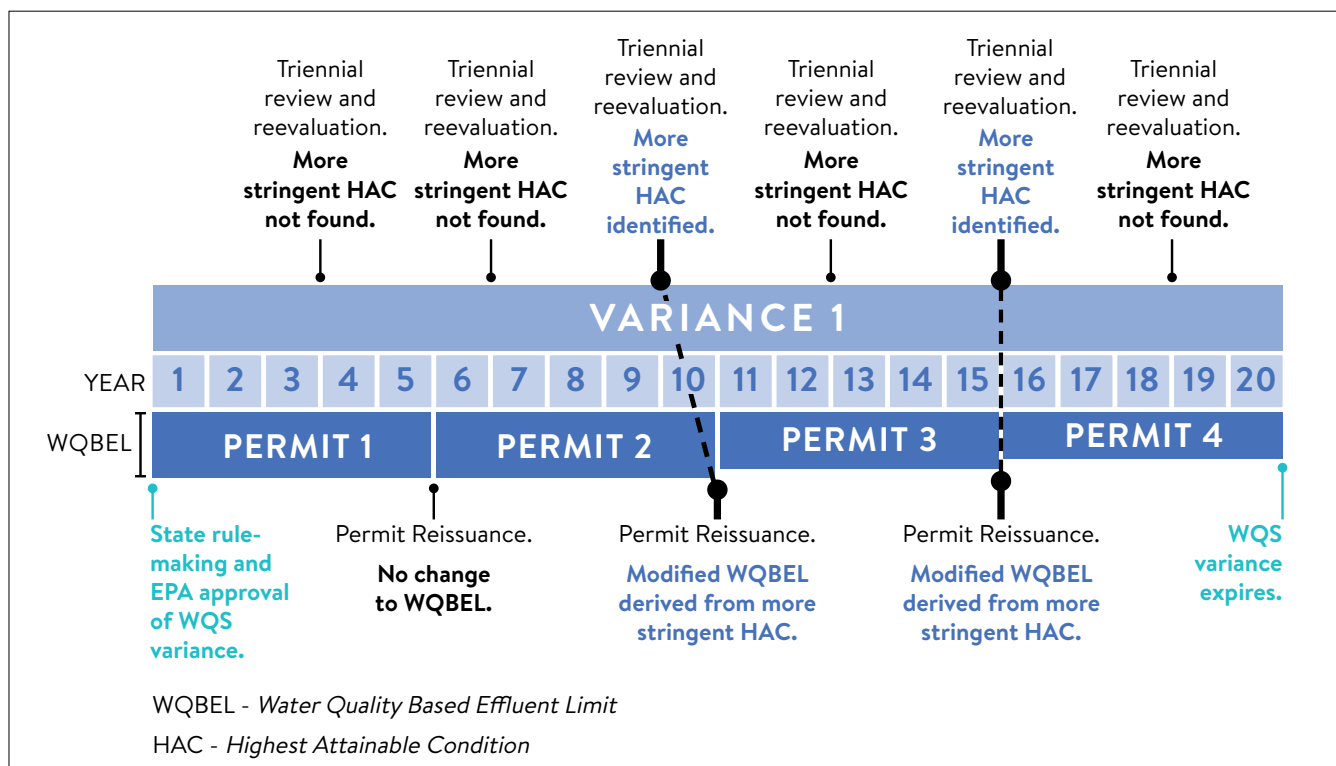 Triennial
review and
reevaluation.
More
stringent HAC
not found.
Triennial
review and
reevaluation.
More
stringent HAC
not found.
Triennial
review and
reevaluation.
More
stringent
HAC
identified.
Triennial
review and
reevaluation.
More
stringent HAC
not found.
Triennial
review and
reevaluation.
More
stringent
HAC
identified.
Triennial
review and
reevaluation.
More
stringent HAC
not found.
VARIANCE 1
YEAR 1 2 3 4 5 6 7 8 9 10 11 12 13 14 15 16 17 18 19 20
WQBEL PERMIT 1 PERMIT 2 PERMIT 3 PERMIT 4
State rule-
making and
EPA approval
of WQS
variance.
Permit Reissuance.
No change
to WQBEL.
Permit Reissuance.
Modified WQBEL
derived from more
stringent HAC.
Permit Reissuance.
Modified WQBEL
derived from more
stringent HAC.
WQS
variance
expires.
WQBEL - Water Quality Based Effluent Limit
HAC - Highest Attainable Condition